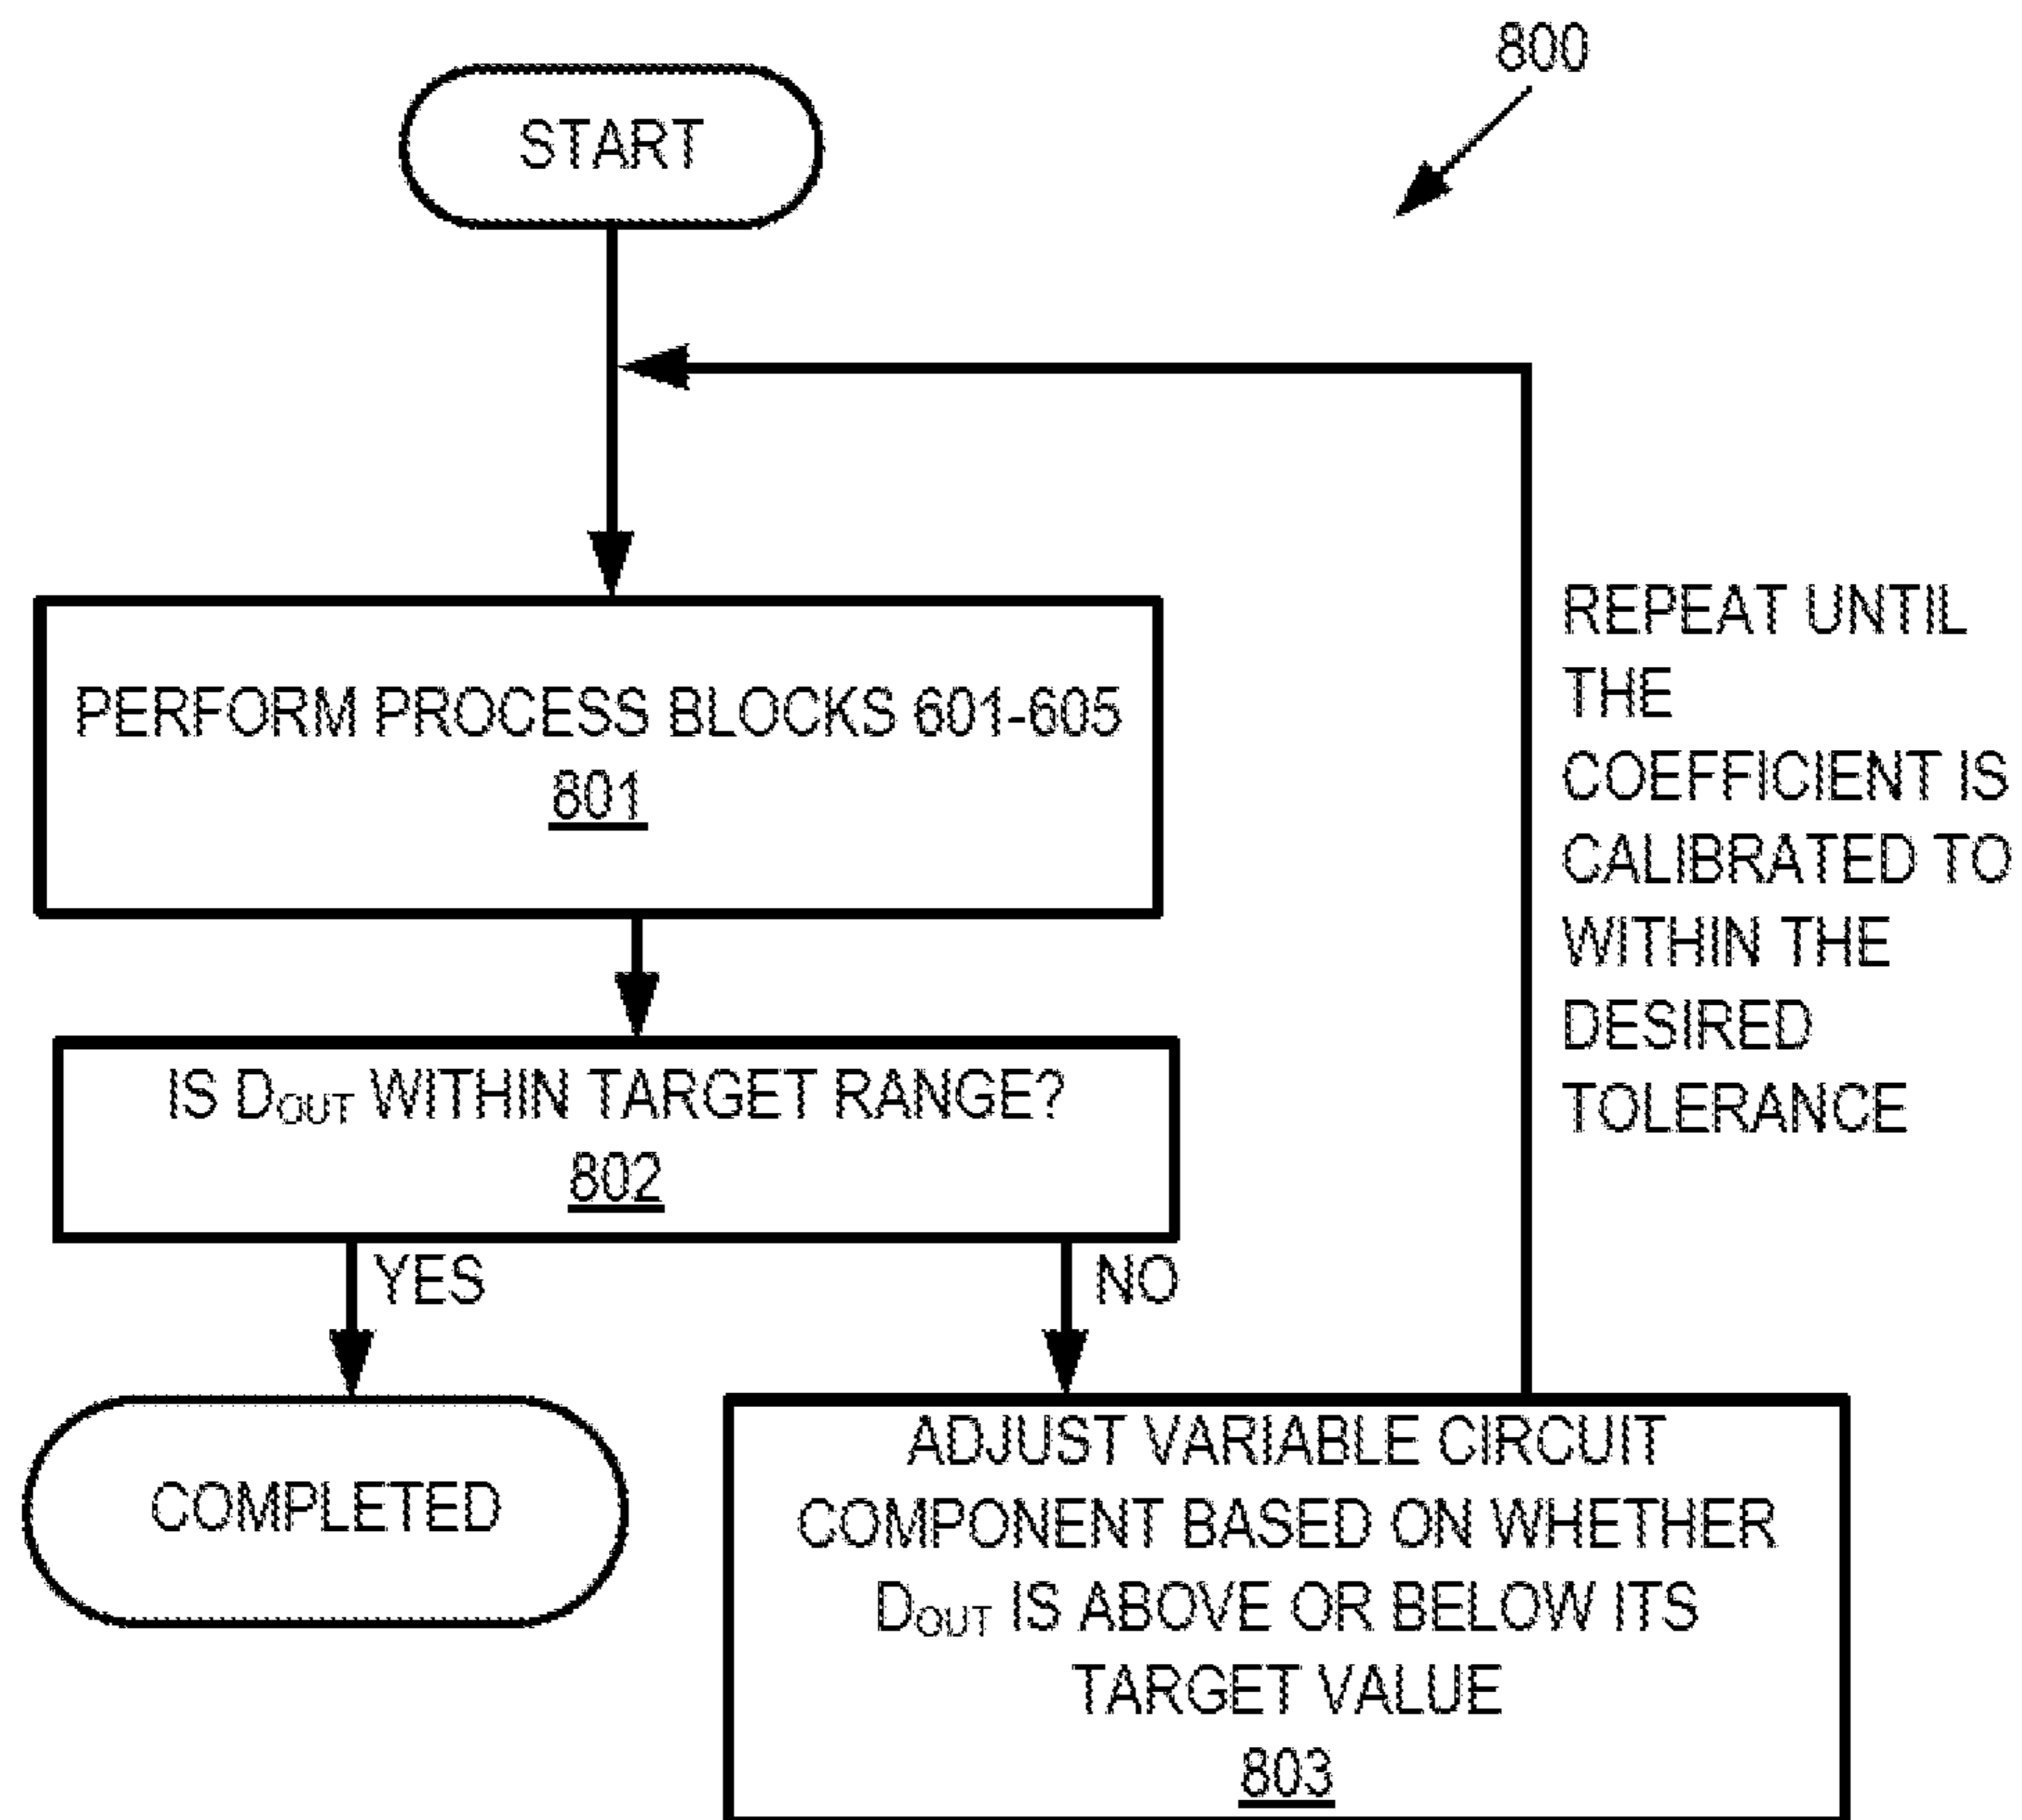 800
START
PERFORM PROCESS BLOCKS 601-605
801
REPEAT UNTIL
THE
COEFFICIENT IS
CALIBRATED TO
WITHIN THE
DESIRED
TOLERANCE
IS DOUT WITHIN TARGET RANGE?
802
YES
NO
COMPLETED
ADJUST VARIABLE CIRCUIT
COMPONENT BASED ON WHETHER
DOUT IS ABOVE OR BELOW ITS
TARGET VALUE
803